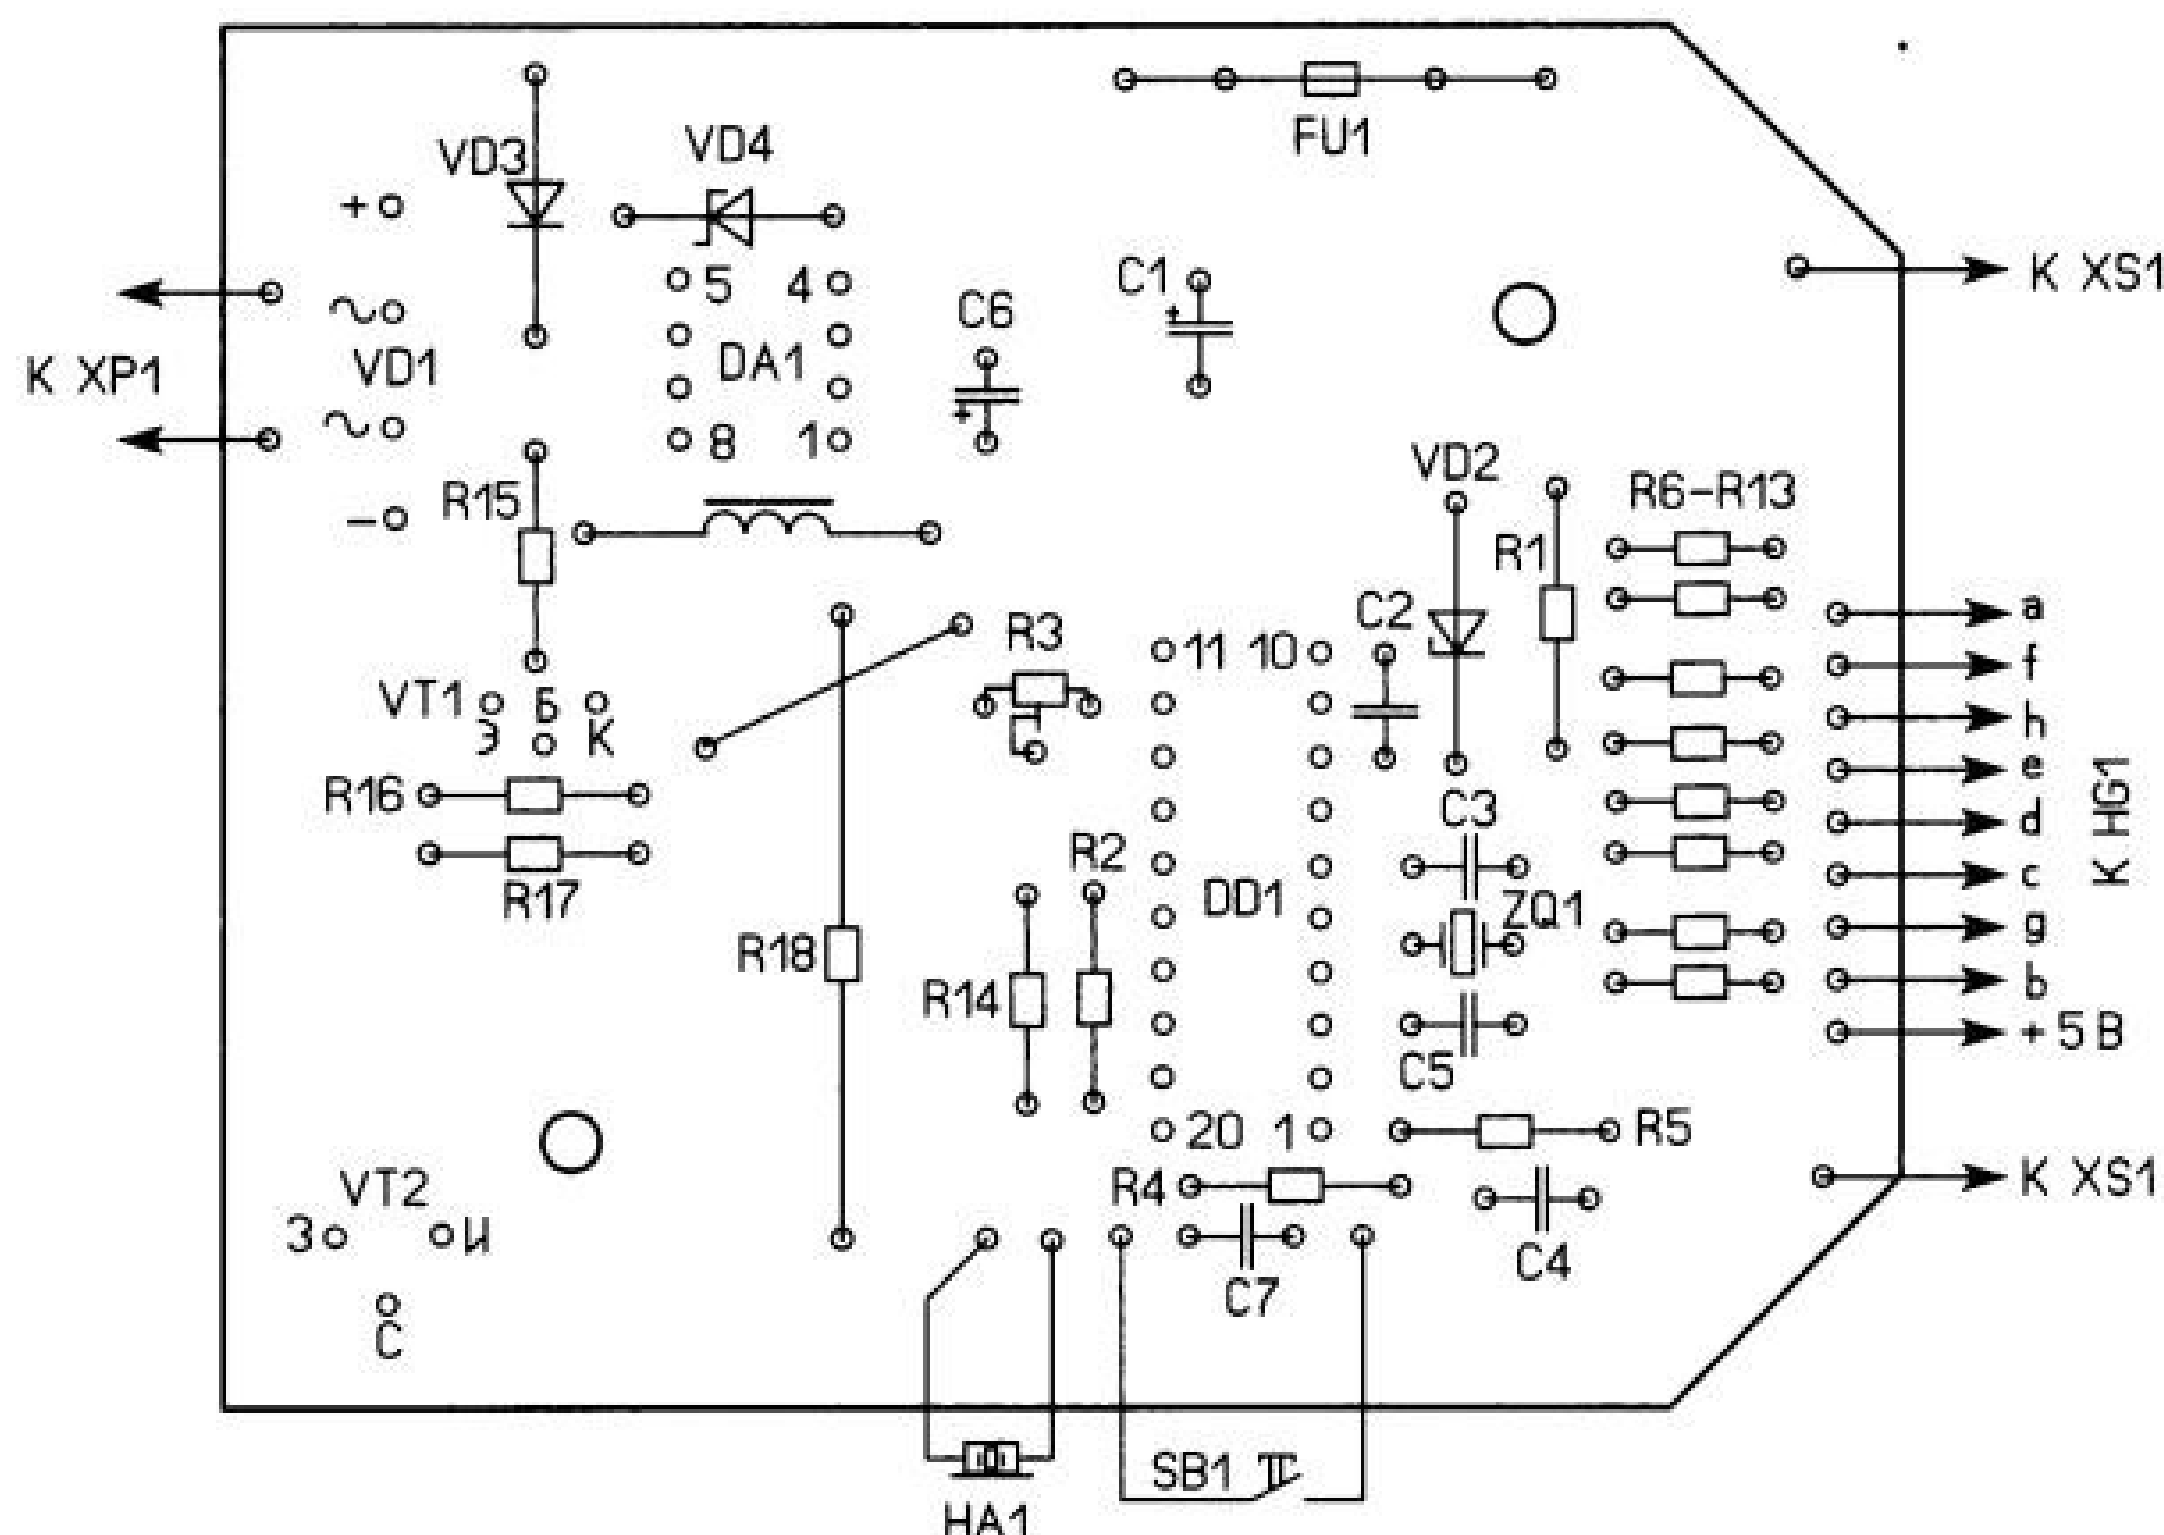 FU1
VD3
VD4
+
K XS1
5 4
C1
~
C6
DA1
VD1
K XP1
~
8 1
VD2
R15
R6-R13
–
R1
C2
a
R3
11 10
f
VT1
Б
Э
К
h
e
R16
C3
K HG1
d
R2
c
R17
DD1
ZQ1
g
R18
b
R14
+5В
C5
20 1
R5
R4
K XS1
VT2
З
И
C4
C7
С
SB1
HA1